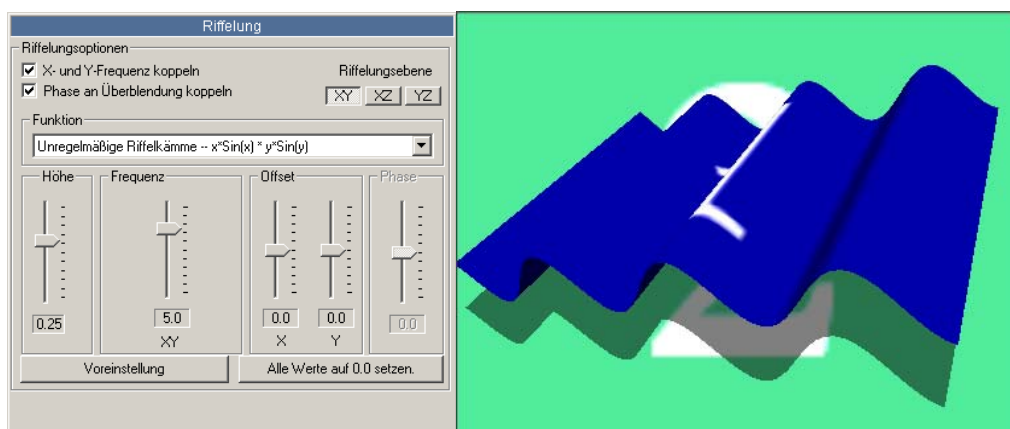 Riffelung
Riffelungsoptionen
X- und Y-Frequenz koppeln
Riffelungsebene
Phase an Überblendung koppeln
XY XZ YZ
Funktion
Unregelmäßige Riffelkämme -- x*Sin(x) * y*Sin(y)
Höhe Frequenz Offset Phase
0.25 5.0 0.0 0.0 0.0
XY X Y
Voreinstellung Alle Werte auf 0.0 setzen.